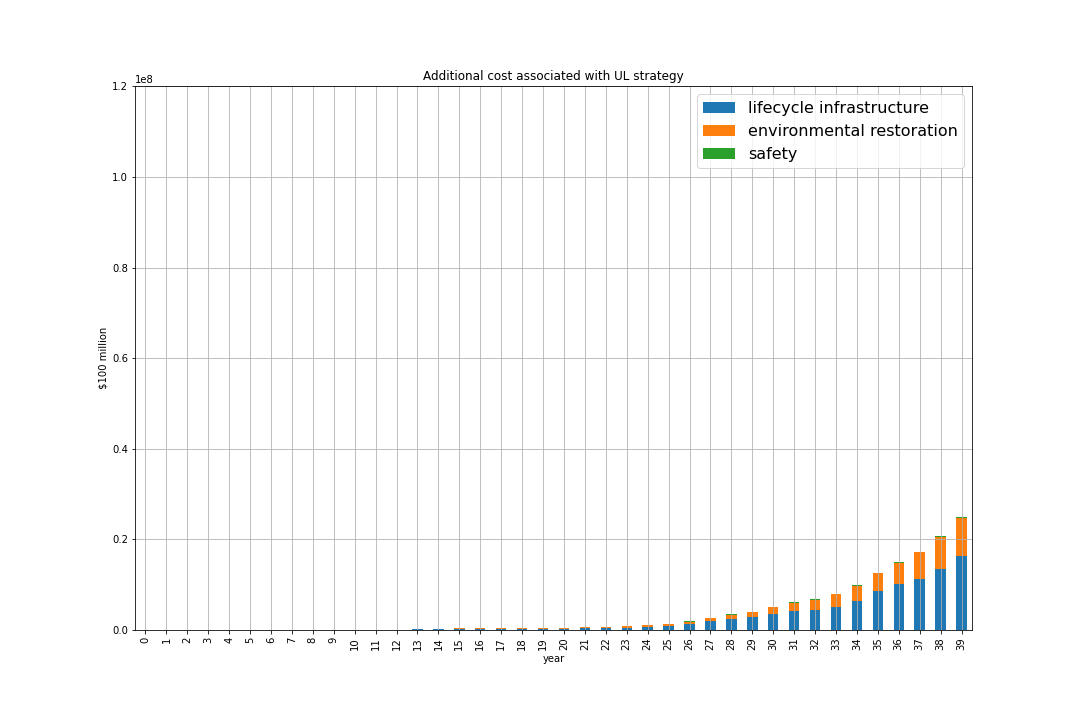 Additional cost associated with UL strategy
1e8
1.2
1.0
0.8
0.6
0.4
0.2
0.0
$100 million
lifecycle infrastructure
environmental restoration
safety
0 1 2 3 4 5 6 7 8 9 10 11 12 13 14 15 16 17 18 19 20 21 22 23 24 25 26 27 28 29 30 31 32 33 34 35 36 37 38 39
year